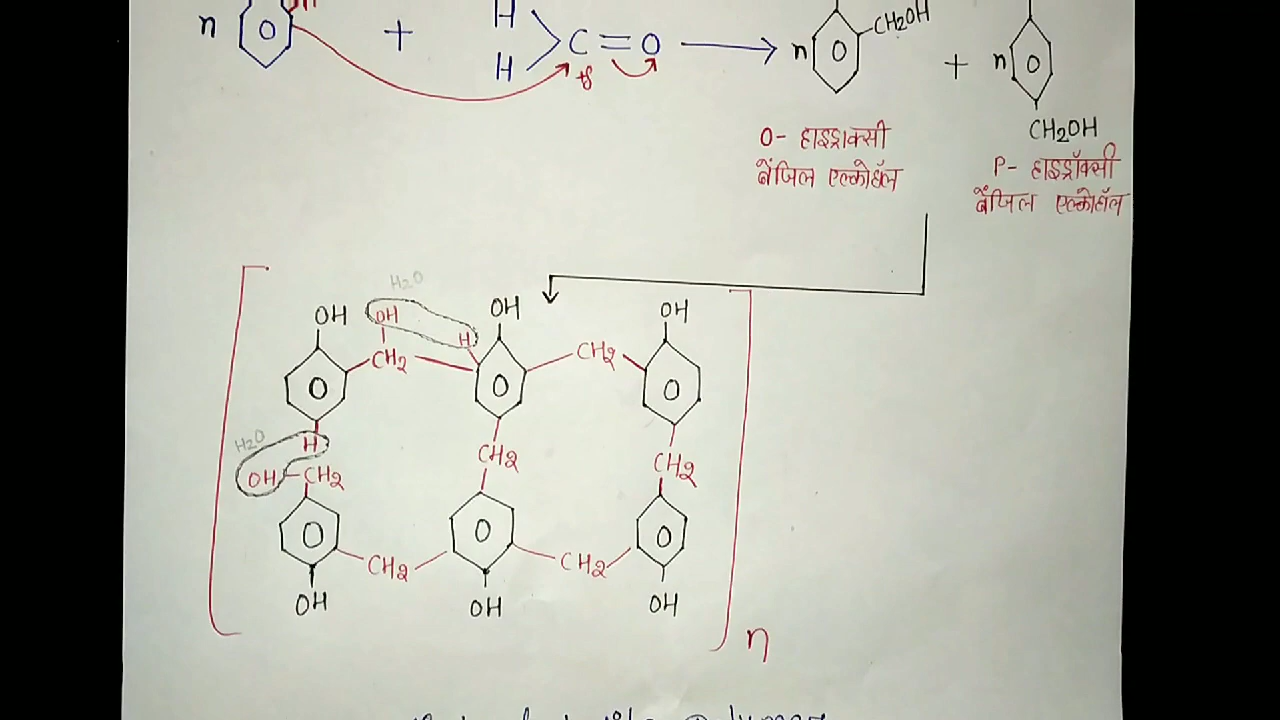 n + H H C = O → n CH2OH + n
+δ
CH2OH
O- हाइड्राक्सी
बेंजिल एल्कोहॉल
P- हाइड्रॉक्सी
बेंजिल एल्कोहॉल
H2O
OH OH H OH OH
CH2 CH2
H2O H
OH CH2 CH2 CH2
CH2 CH2
OH OH OH
n